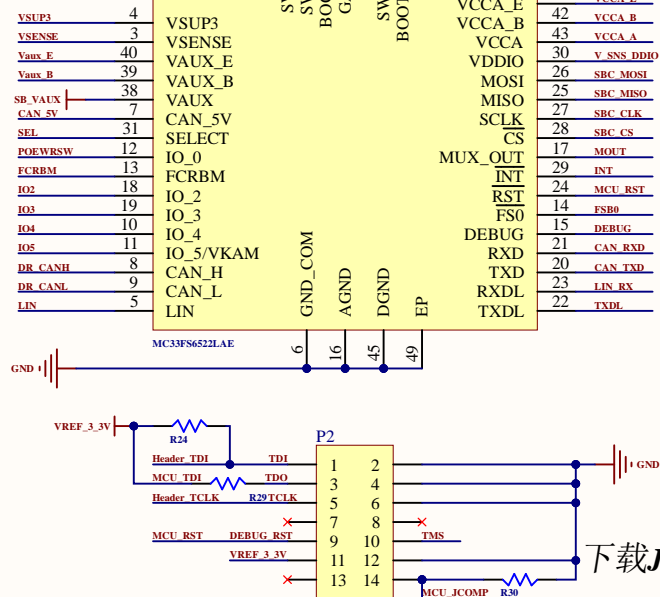 VCCA_E
VSUP3 4 VSUP3 VCCA_B 42 VCCA_B
VSENSE 3 VSENSE VCCA 43 VCCA_A
Vaux_E 40 VAUX_E VDDIO 30 V_SNS_DDIO
Vaux_B 39 VAUX_B MOSI 26 SBC_MOSI
SB_VAUX 38 VAUX MISO 25 SBC_MISO
CAN_5V 7 CAN_5V SCLK 27 SBC_CLK
SEL 31 SELECT CS 28 SBC_CS
POEWRSW 12 IO_0 MUX_OUT 17 MOUT
FCRBM 13 FCRBM INT 29 INT
IO2 18 IO_2 RST 24 MCU_RST
IO3 19 IO_3 FS0 14 FSB0
IO4 10 IO_4 DEBUG 15 DEBUG
IO5 11 IO_5/VKAM RXD 21 CAN_RXD
DR_CANH 8 CAN_H TXD 20 CAN_TXD
DR_CANL 9 CAN_L RXDL 23 LIN_RX
LIN 5 LIN TXDL 22 TXDL
GND_COM AGND DGND EP
MC33FS6522LAE
6 16 45 49
GND
VREF_3_3V
R24
P2
Header_TDI TDI 1 2 GND
MCU_TDI TDO 3 4
Header_TCLK R29 TCLK 5 6
7 8
MCU_RST DEBUG_RST 9 10 TMS
VREF_3_3V 11 12
下载J
13 14
MCU_JCOMP R30